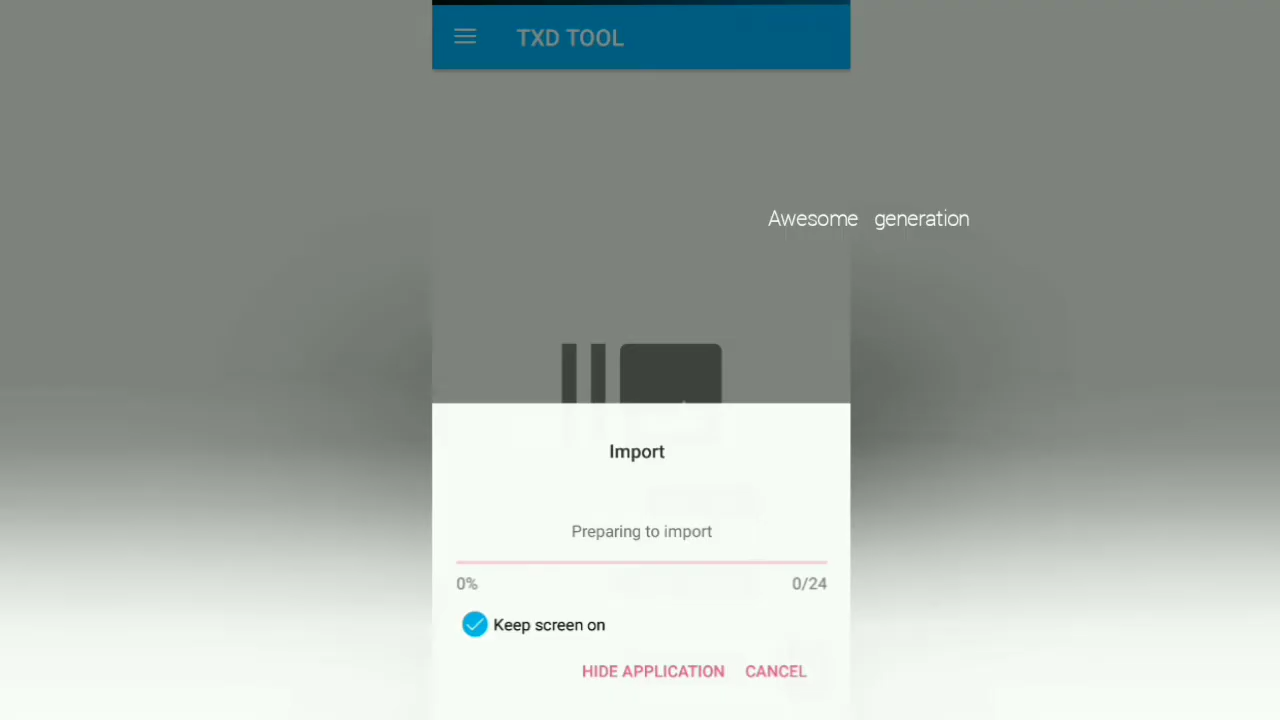 TXD TOOL
Awesome generation
Import
Preparing to import
0% 0/24
Keep screen on
HIDE APPLICATION CANCEL